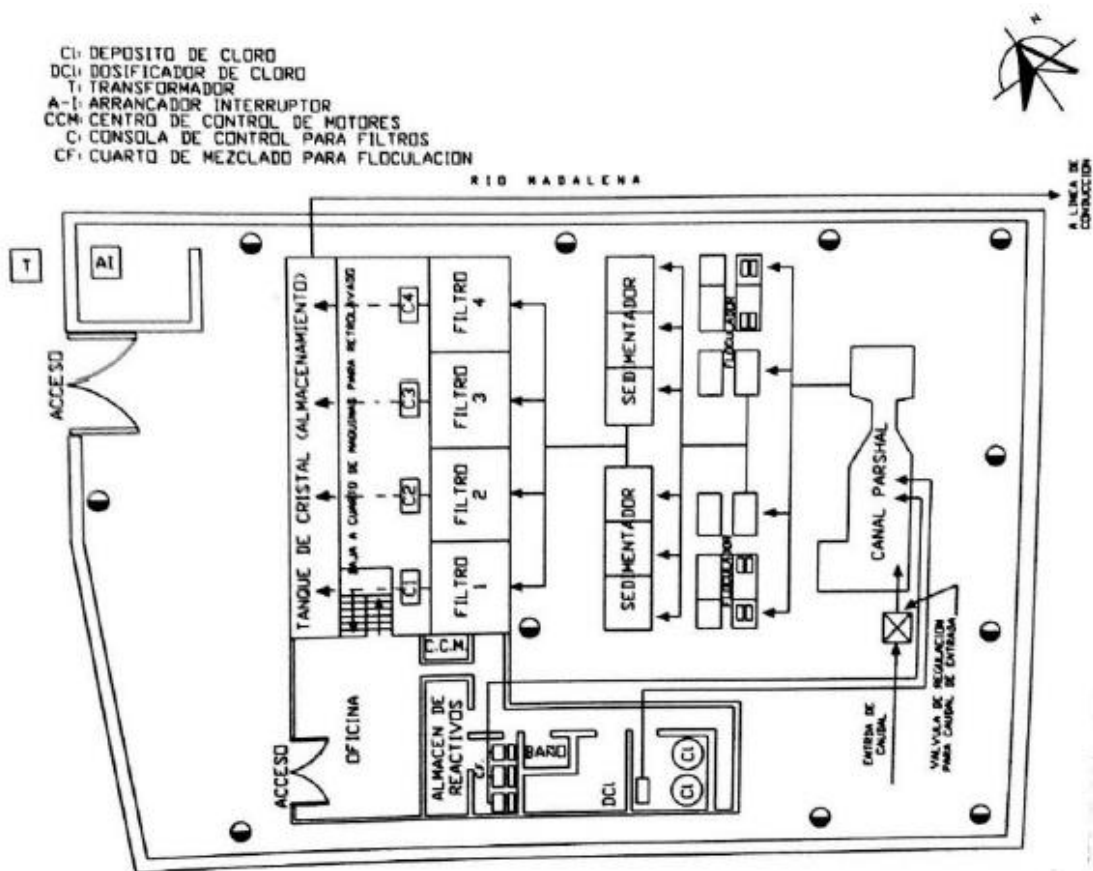 Cl: DEPOSITO DE CLORO
DCl: DOSIFICADOR DE CLORO
T: TRANSFORMADOR
A-I: ARRANCADOR INTERRUPTOR
CCM: CENTRO DE CONTROL DE MOTORES
C: CONSOLA DE CONTROL PARA FILTROS
CF: CUARTO DE MEZCLADO PARA FLOCULACION
N
RIO MADALENA
A LINEA DE
CONDUCCION
T
AI
ACCESO
TANQUE DE CRISTAL (ALMACENAMIENTO)
BAJA A CUARTO DE MAQUINAS PARA RETROLAVADO
C4
C3
C2
C1
FILTRO
4
FILTRO
3
FILTRO
2
FILTRO
1
SEDIMENTADOR
SEDIMENTADOR
FLOCULADOR
FLOCULADOR
CANAL PARSHAL
C.C.M.
OFICINA
ACCESO
ALMACEN DE
REACTIVOS
CF.
BAÑO
DCl
Cl
Cl
ENTRDA DE
CAUDAL
VALVULA DE REGULACION
PARA CAUDAL DE ENTRADA